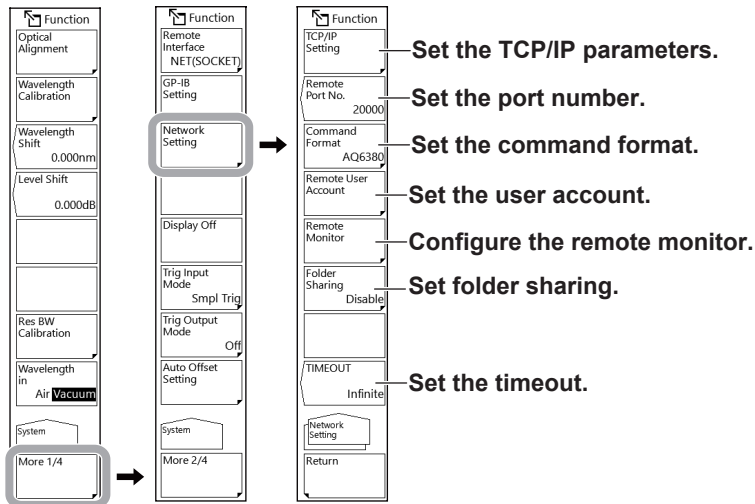 Function
Optical
Alignment
Wavelength
Calibration
Wavelength
Shift
0.000nm
Level Shift
0.000dB
Res BW
Calibration
Wavelength
in
Air Vacuum
System
More 1/4
Function
Remote
Interface
NET(SOCKET)
GP-IB
Setting
Network
Setting
Display Off
Trig Input
Mode
Smpl Trig
Trig Output
Mode
Off
Auto Offset
Setting
System
More 2/4
Function
TCP/IP
Setting
Remote
Port No.
20000
Command
Format
AQ6380
Remote User
Account
Remote
Monitor
Folder
Sharing
Disable
TIMEOUT
Infinite
Network
Setting
Return
Set the TCP/IP parameters.
Set the port number.
Set the command format.
Set the user account.
Configure the remote monitor.
Set folder sharing.
Set the timeout.